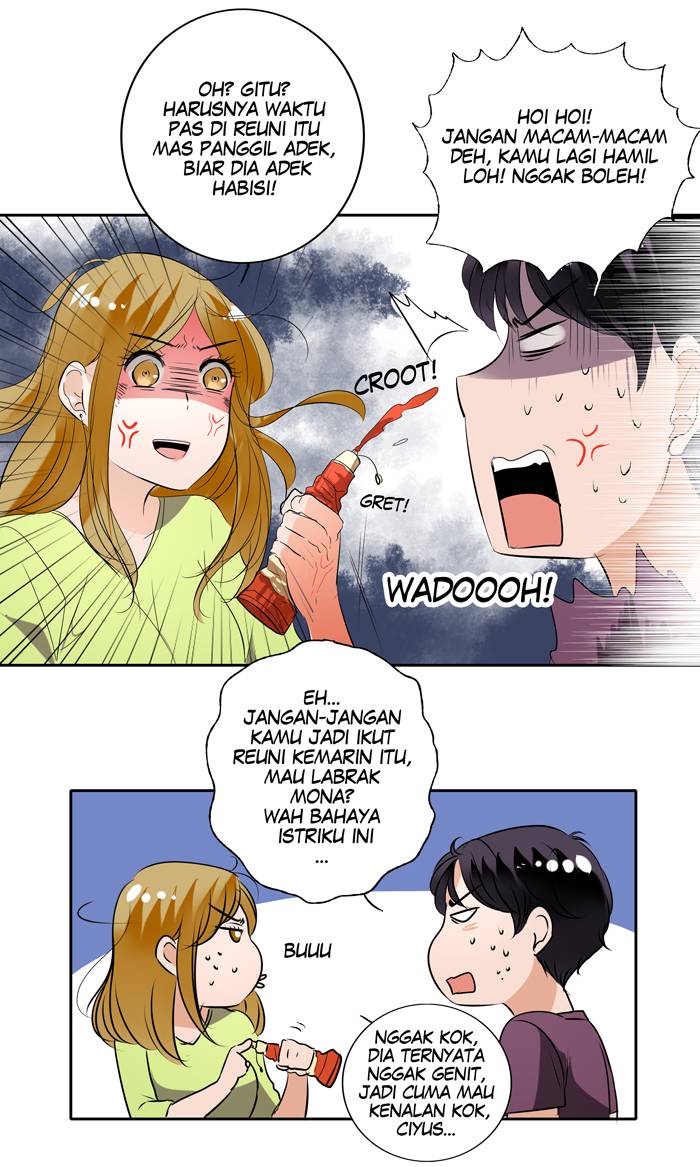 OH? GITU?
HARUSNYA WAKTU
PAS DI REUNI ITU
MAS PANGGIL ADEK,
BIAR DIA ADEK
HABISI!
HOI HOI!
JANGAN MACAM-MACAM
DEH, KAMU LAGI HAMIL
LOH! NGGAK BOLEH!
CROOT!
GRET!
WADOOOH!
EH...
JANGAN-JANGAN
KAMU JADI IKUT
REUNI KEMARIN ITU,
MAU LABRAK
MONA?
WAH BAHAYA
ISTRIKU INI
...
BUUU
NGGAK KOK,
DIA TERNYATA
NGGAK GENIT,
JADI CUMA MAU
KENALAN KOK,
CIYUS...